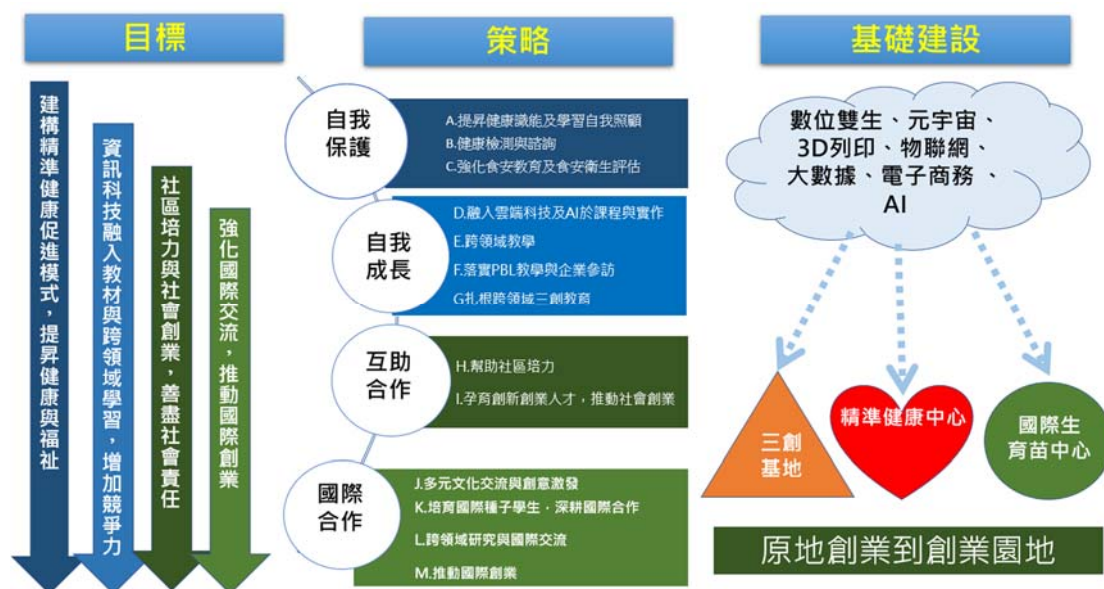 目標
建構精準健康促進模式，提昇健康與福祉
資訊科技融入教材與跨領域學習，增加競爭力
社區培力與社會創業，善盡社會責任
強化國際交流，推動國際創業
策略
自我
保護
A.提昇健康識能及學習自我照顧
B.健康檢測與諮詢
C.強化食安教育及食安衛生評估
自我
成長
D.融入雲端科技及AI於課程與實作
E.跨領域教學
F.落實PBL教學與企業參訪
G扎根跨領域三創教育
互助
合作
H.幫助社區培力
I.孕育創新創業人才，推動社會創業
國際
合作
J.多元文化交流與創意激發
K.培育國際種子學生，深耕國際合作
L.跨領域研究與國際交流
M.推動國際創業
基礎建設
數位雙生、元宇宙、
3D列印、物聯網、
大數據、電子商務、
AI
三創
基地
精準健康中心
國際生
育苗中心
原地創業到創業園地